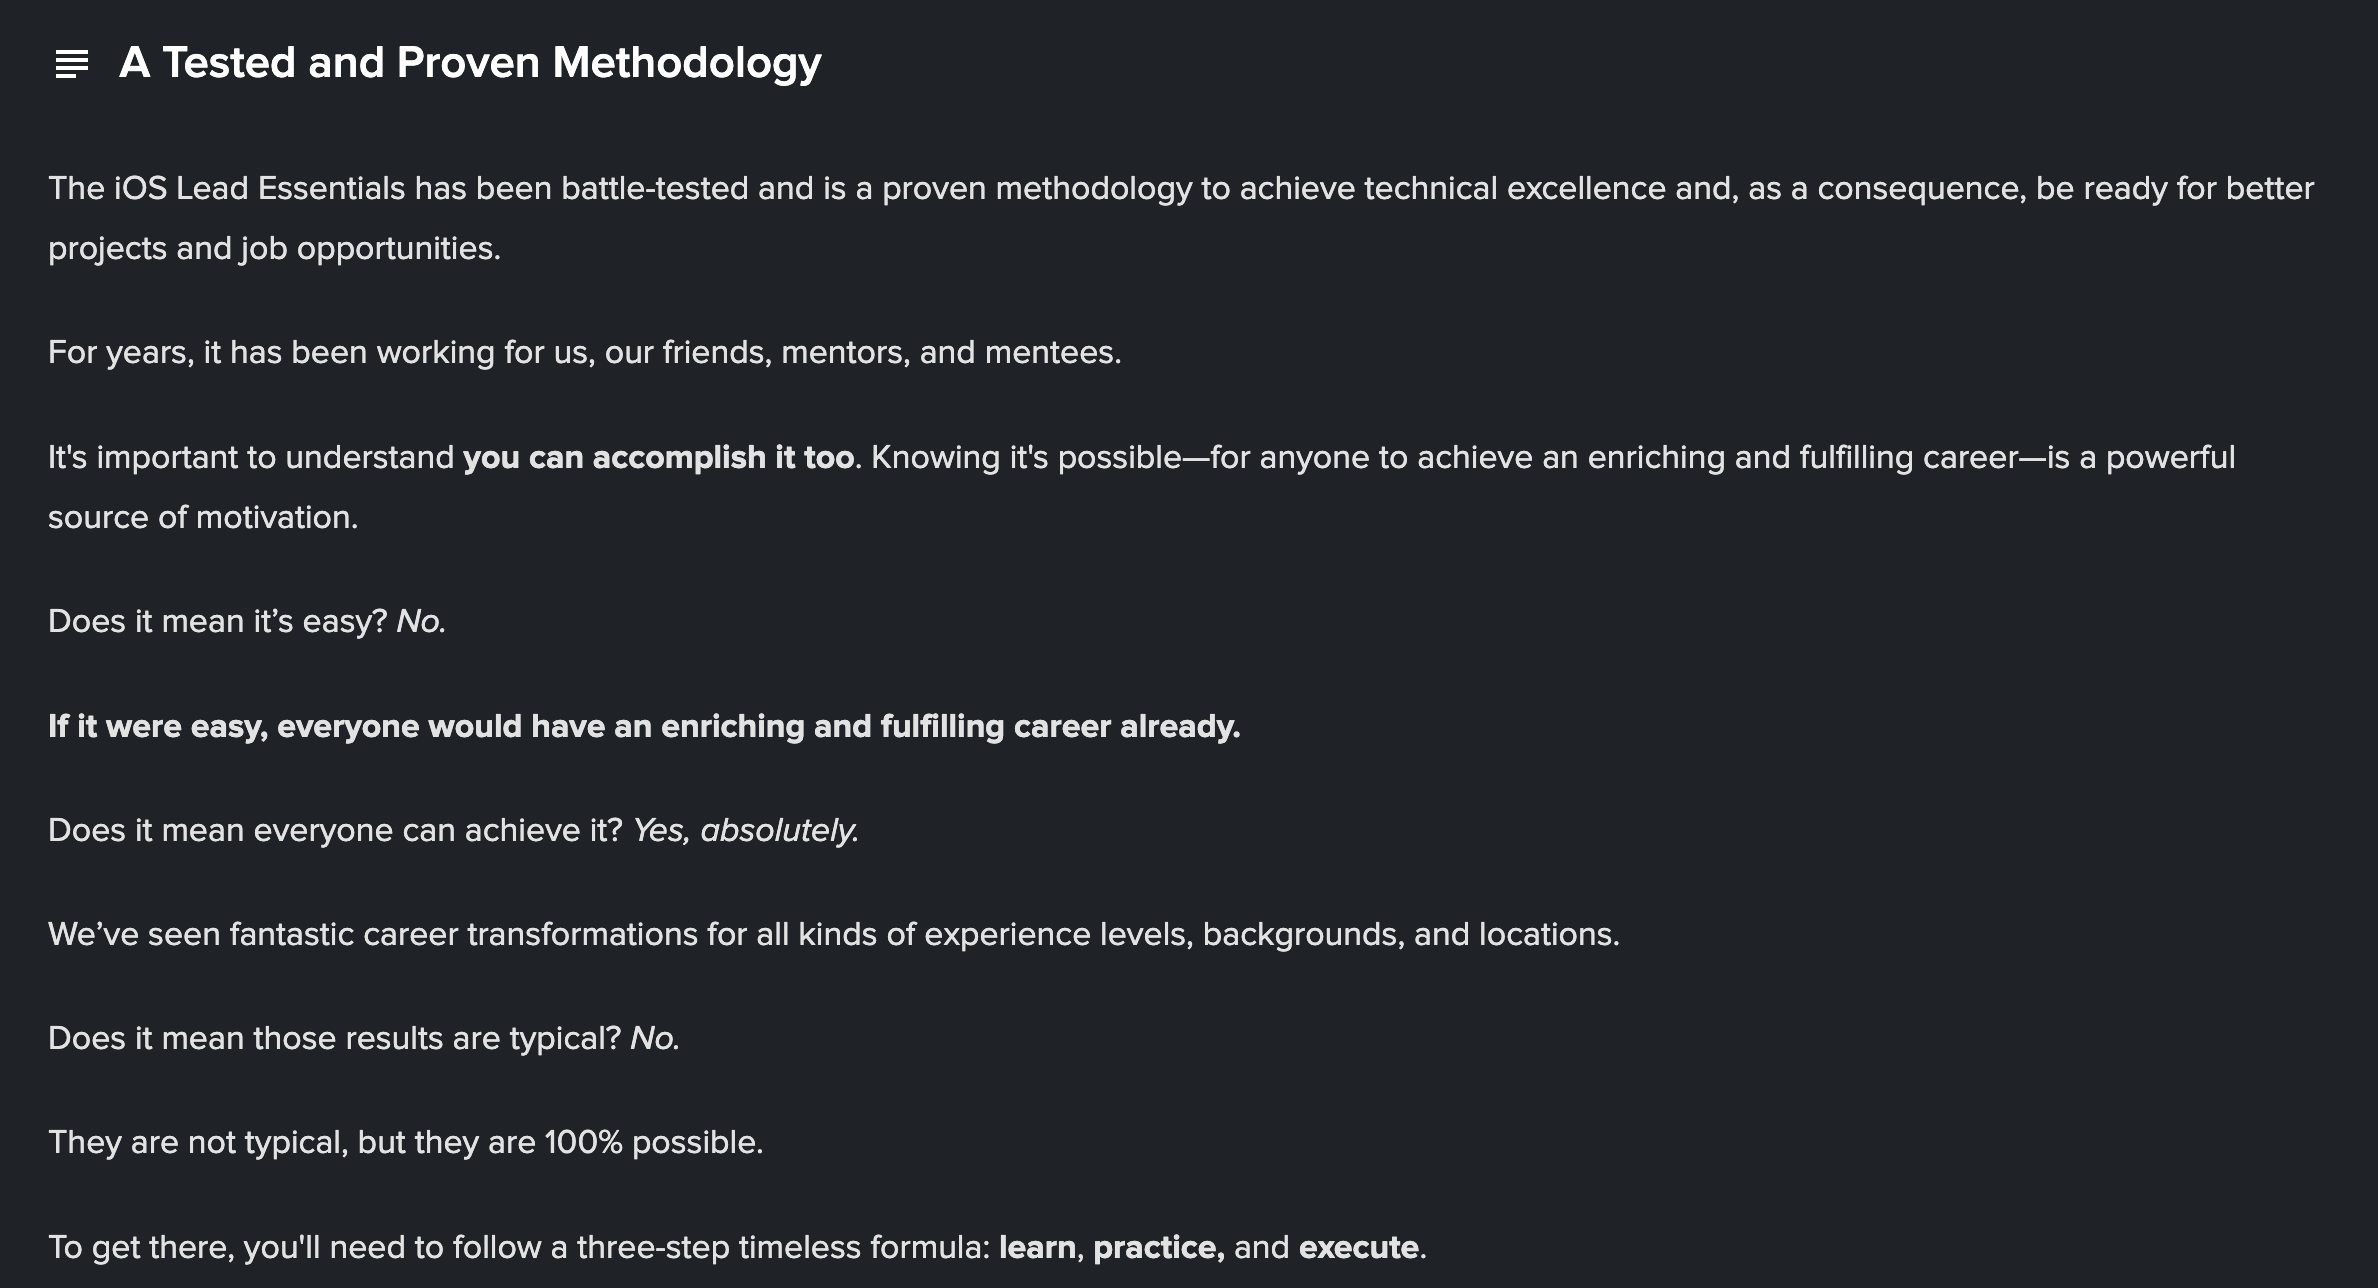 A Tested and Proven Methodology
The iOS Lead Essentials has been battle-tested and is a proven methodology to achieve technical excellence and, as a consequence, be ready for better
projects and job opportunities.
For years, it has been working for us, our friends, mentors, and mentees.
It's important to understand you can accomplish it too. Knowing it's possible—for anyone to achieve an enriching and fulfilling career—is a powerful
source of motivation.
Does it mean it’s easy? No.
If it were easy, everyone would have an enriching and fulfilling career already.
Does it mean everyone can achieve it? Yes, absolutely.
We’ve seen fantastic career transformations for all kinds of experience levels, backgrounds, and locations.
Does it mean those results are typical? No.
They are not typical, but they are 100% possible.
To get there, you'll need to follow a three-step timeless formula: learn, practice, and execute.